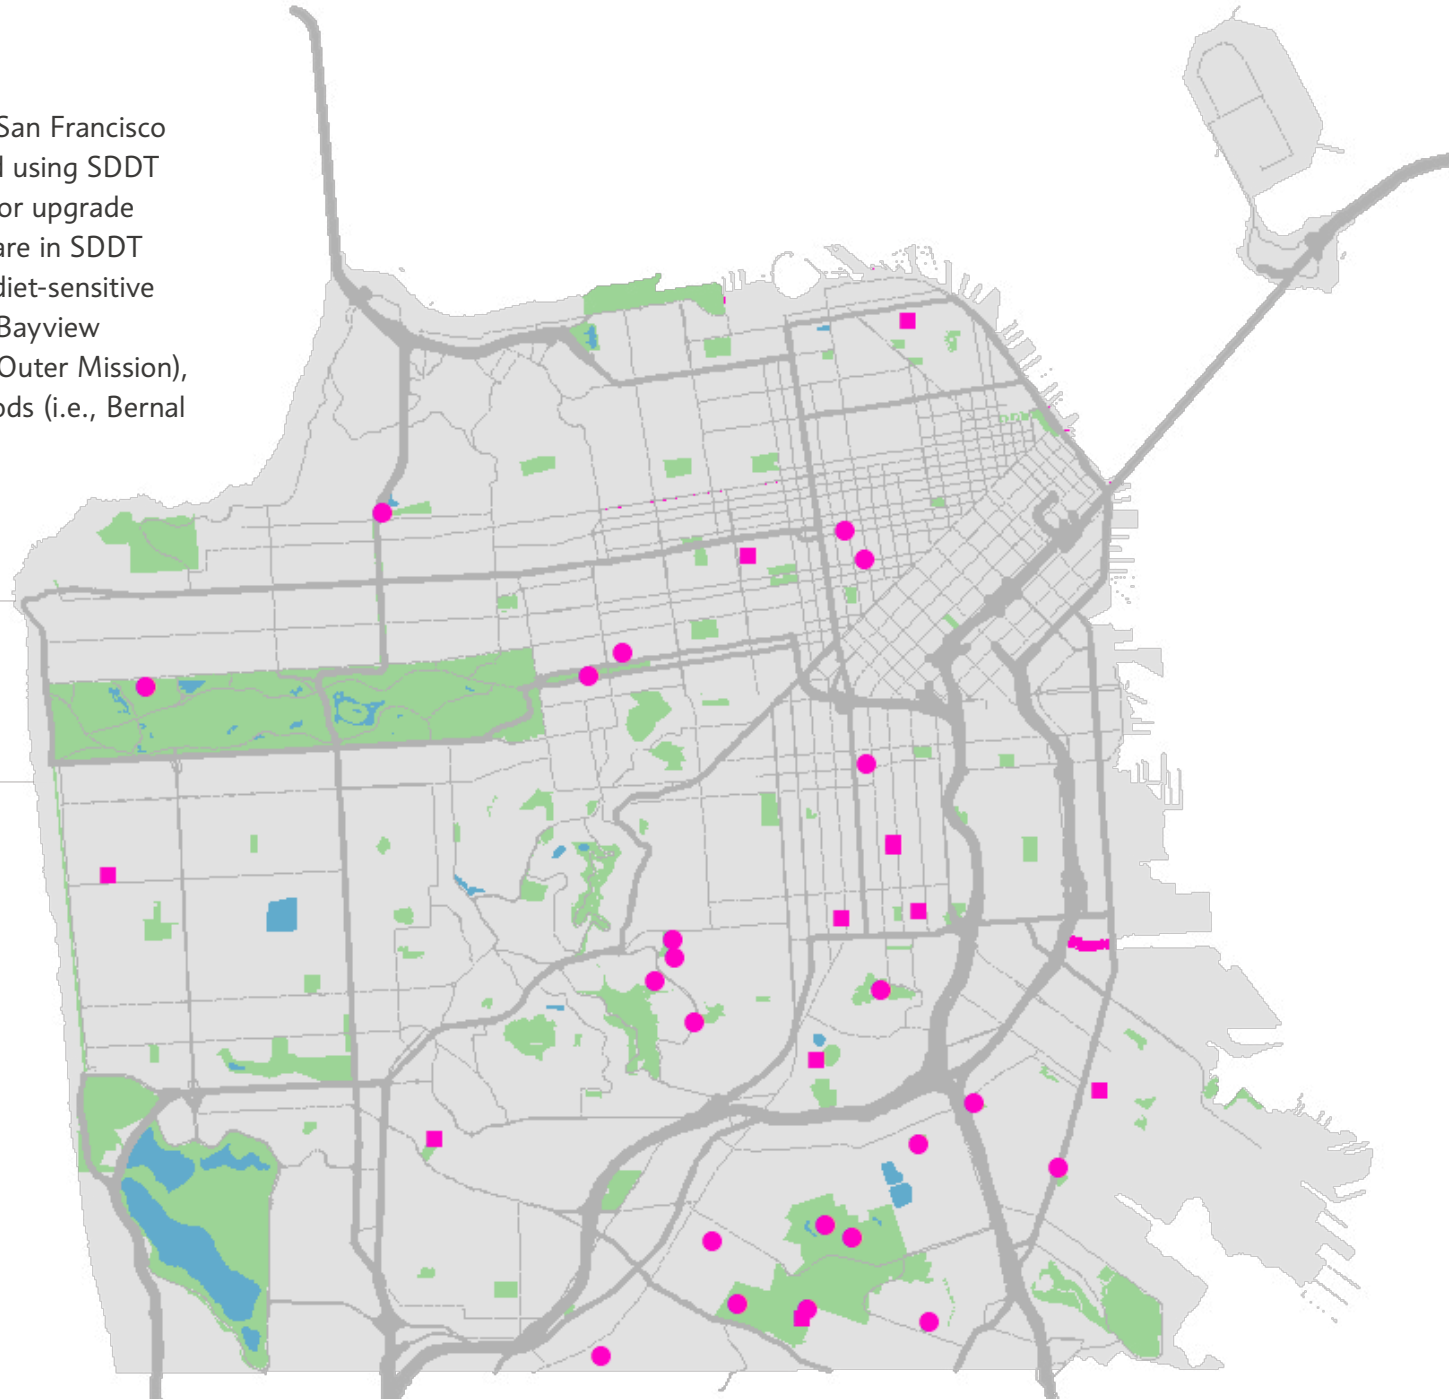 San Francisco
using SDDT
or upgrade
are in SDDT
diet-sensitive
Bayview
Outer Mission),
ods (i.e., Bernal